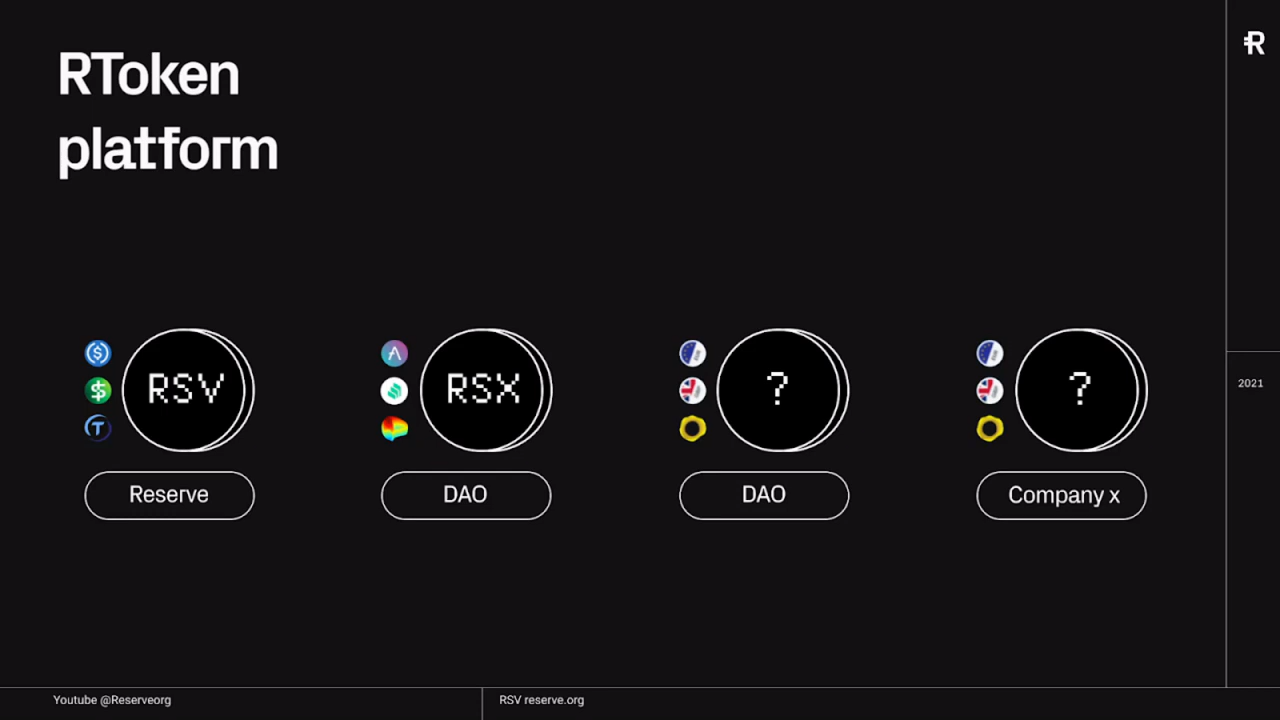 RToken
platform
2021
RSV
RSX
?
?
Reserve
DAO
DAO
Company x
Youtube @Reserveorg
RSV reserve.org